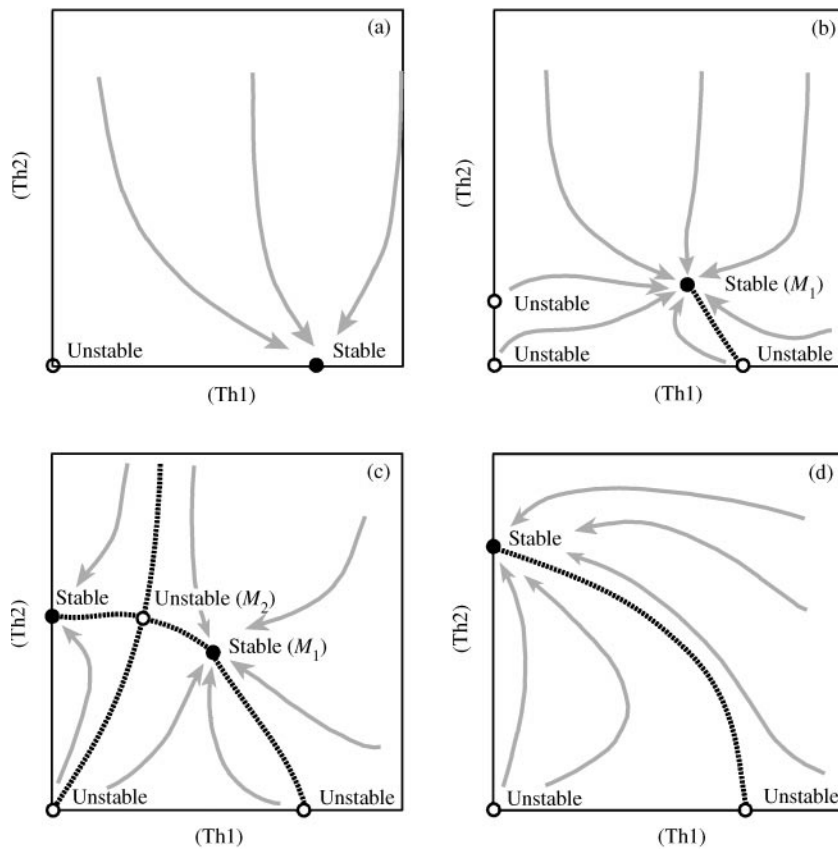 (a)
(Th2)
Unstable
Stable
(Th1)
(b)
(Th2)
Stable (M1)
Unstable
Unstable
Unstable
(Th1)
(c)
(Th2)
Stable
Unstable (M2)
Stable (M1)
Unstable
Unstable
(Th1)
(d)
(Th2)
Stable
Unstable
Unstable
(Th1)